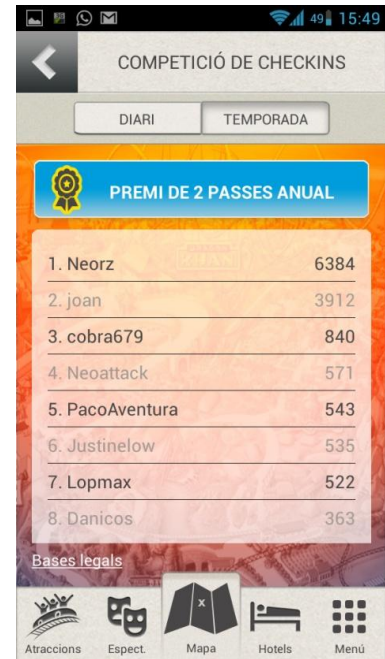 49 15:49
COMPETICIÓ DE CHECKINS
DIARI TEMPORADA
PREMI DE 2 PASSES ANUAL
1. Neorz 6384
2. joan 3912
3. cobra679 840
4. Neoattack 571
5. PacoAventura 543
6. Justinelow 535
7. Lopmax 522
8. Danicos 363
Bases legals
x
Atraccions Espect. Mapa Hotels Menú